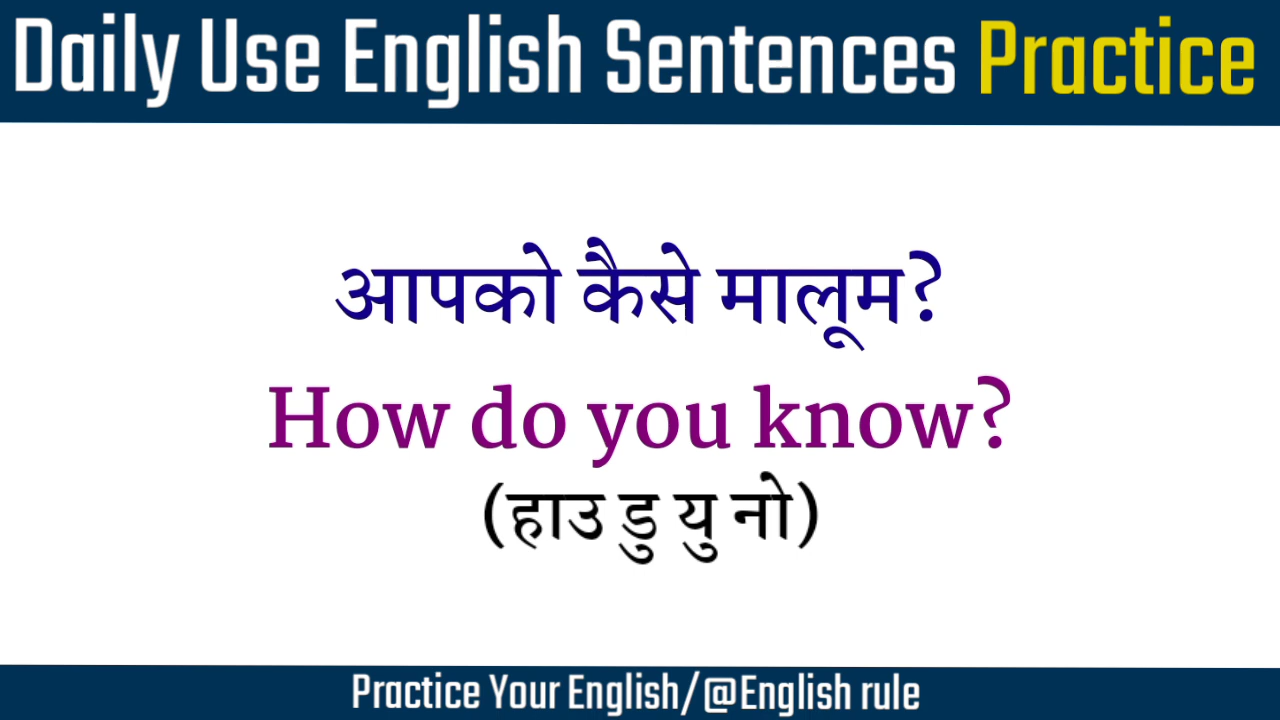 Daily Use English Sentences Practice
आपको कैसे मालूम?
How do you know?
(हाउ डु यु नो)
Practice Your English/@English rule